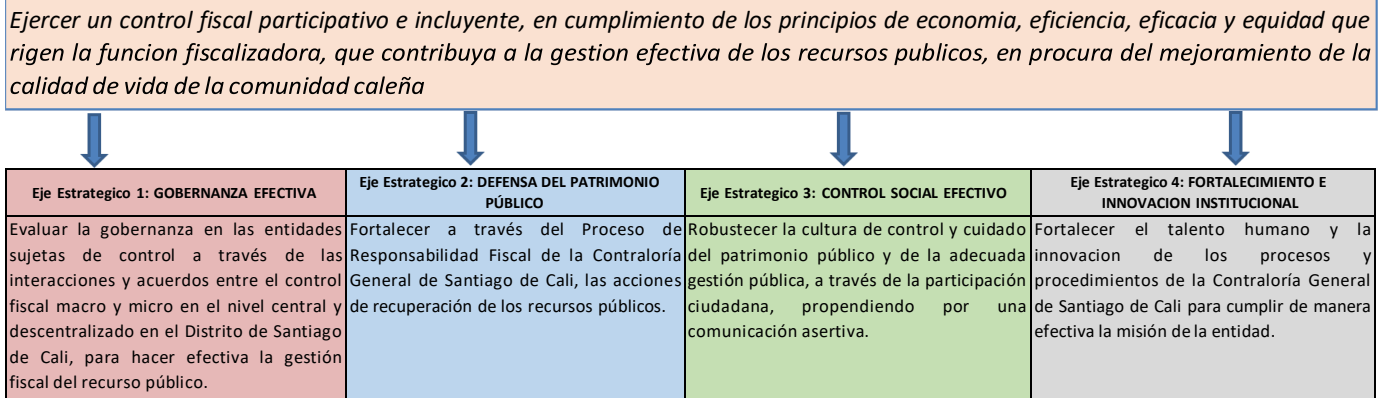 Ejercer un control fiscal participativo e incluyente, en cumplimiento de los principios de economia, eficiencia, eficacia y equidad que
rigen la funcion fiscalizadora, que contribuya a la gestion efectiva de los recursos publicos, en procura del mejoramiento de la
calidad de vida de la comunidad caleña
Eje Estrategico 1: GOBERNANZA EFECTIVA
Evaluar la gobernanza en las entidades
sujetas de control a través de las
interacciones y acuerdos entre el control
fiscal macro y micro en el nivel central y
descentralizado en el Distrito de Santiago
de Cali, para hacer efectiva la gestión
fiscal del recurso público.
Eje Estrategico 2: DEFENSA DEL PATRIMONIO
PÚBLICO
Fortalecer a través del Proceso de
Responsabilidad Fiscal de la Contraloría
General de Santiago de Cali, las acciones
de recuperación de los recursos públicos.
Eje Estrategico 3: CONTROL SOCIAL EFECTIVO
Robustecer la cultura de control y cuidado
del patrimonio público y de la adecuada
gestión pública, a través de la participación
ciudadana, propendiendo por una
comunicación asertiva.
Eje Estrategico 4: FORTALECIMIENTO E
INNOVACION INSTITUCIONAL
Fortalecer el talento humano y la
innovacion de los procesos y
procedimientos de la Contraloría General
de Santiago de Cali para cumplir de manera
efectiva la misión de la entidad.